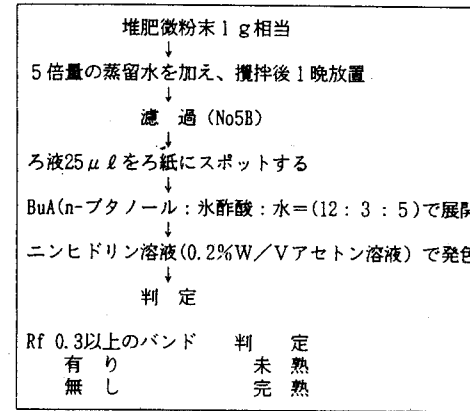 堆肥微粉末1g相当
↓
5倍量の蒸留水を加え、攪拌後1晩放置
↓
濾 過 (No5B)
↓
ろ液25μℓをろ紙にスポットする
↓
BuA(n-ブタノール:氷酢酸:水=(12:3:5)で展開
↓
ニンヒドリン溶液(0.2%W/Vアセトン溶液)で発色
↓
判 定
Rf 0.3以上のバンド 判 定
有 り 未 熟
無 し 完 熟